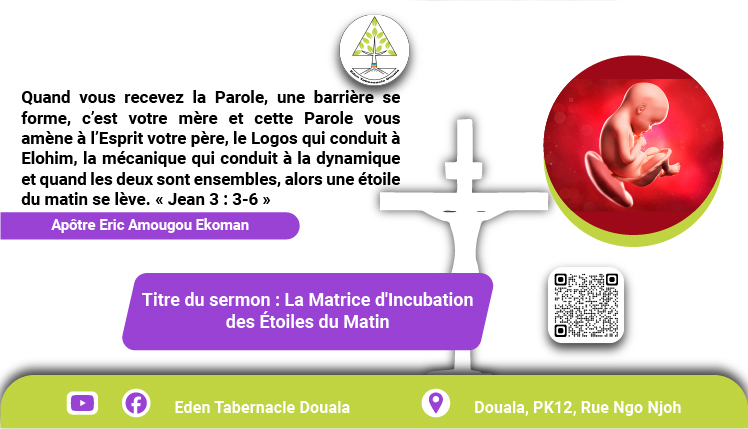 Eden Tabernacle Douala
Quand vous recevez la Parole, une barrière se
forme, c’est votre mère et cette Parole vous
amène à l’Esprit votre père, le Logos qui conduit à
Elohim, la mécanique qui conduit à la dynamique
et quand les deux sont ensembles, alors une étoile
du matin se lève. « Jean 3 : 3-6 »
Apôtre Eric Amougou Ekoman
Titre du sermon : La Matrice d'Incubation
des Étoiles du Matin
Eden Tabernacle Douala
Douala, PK12, Rue Ngo Njoh